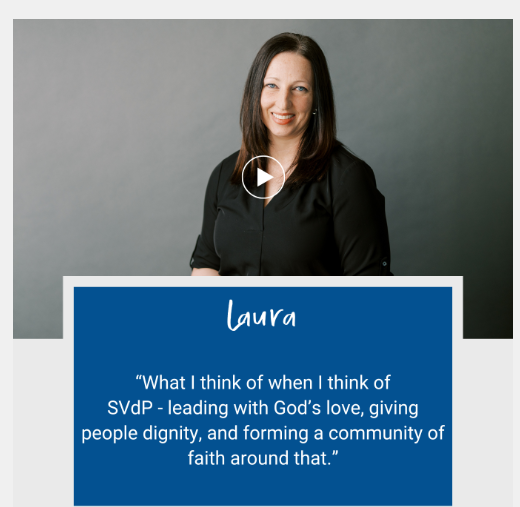 Laura
“What I think of when I think of
SVdP - leading with God’s love, giving
people dignity, and forming a community of
faith around that.”